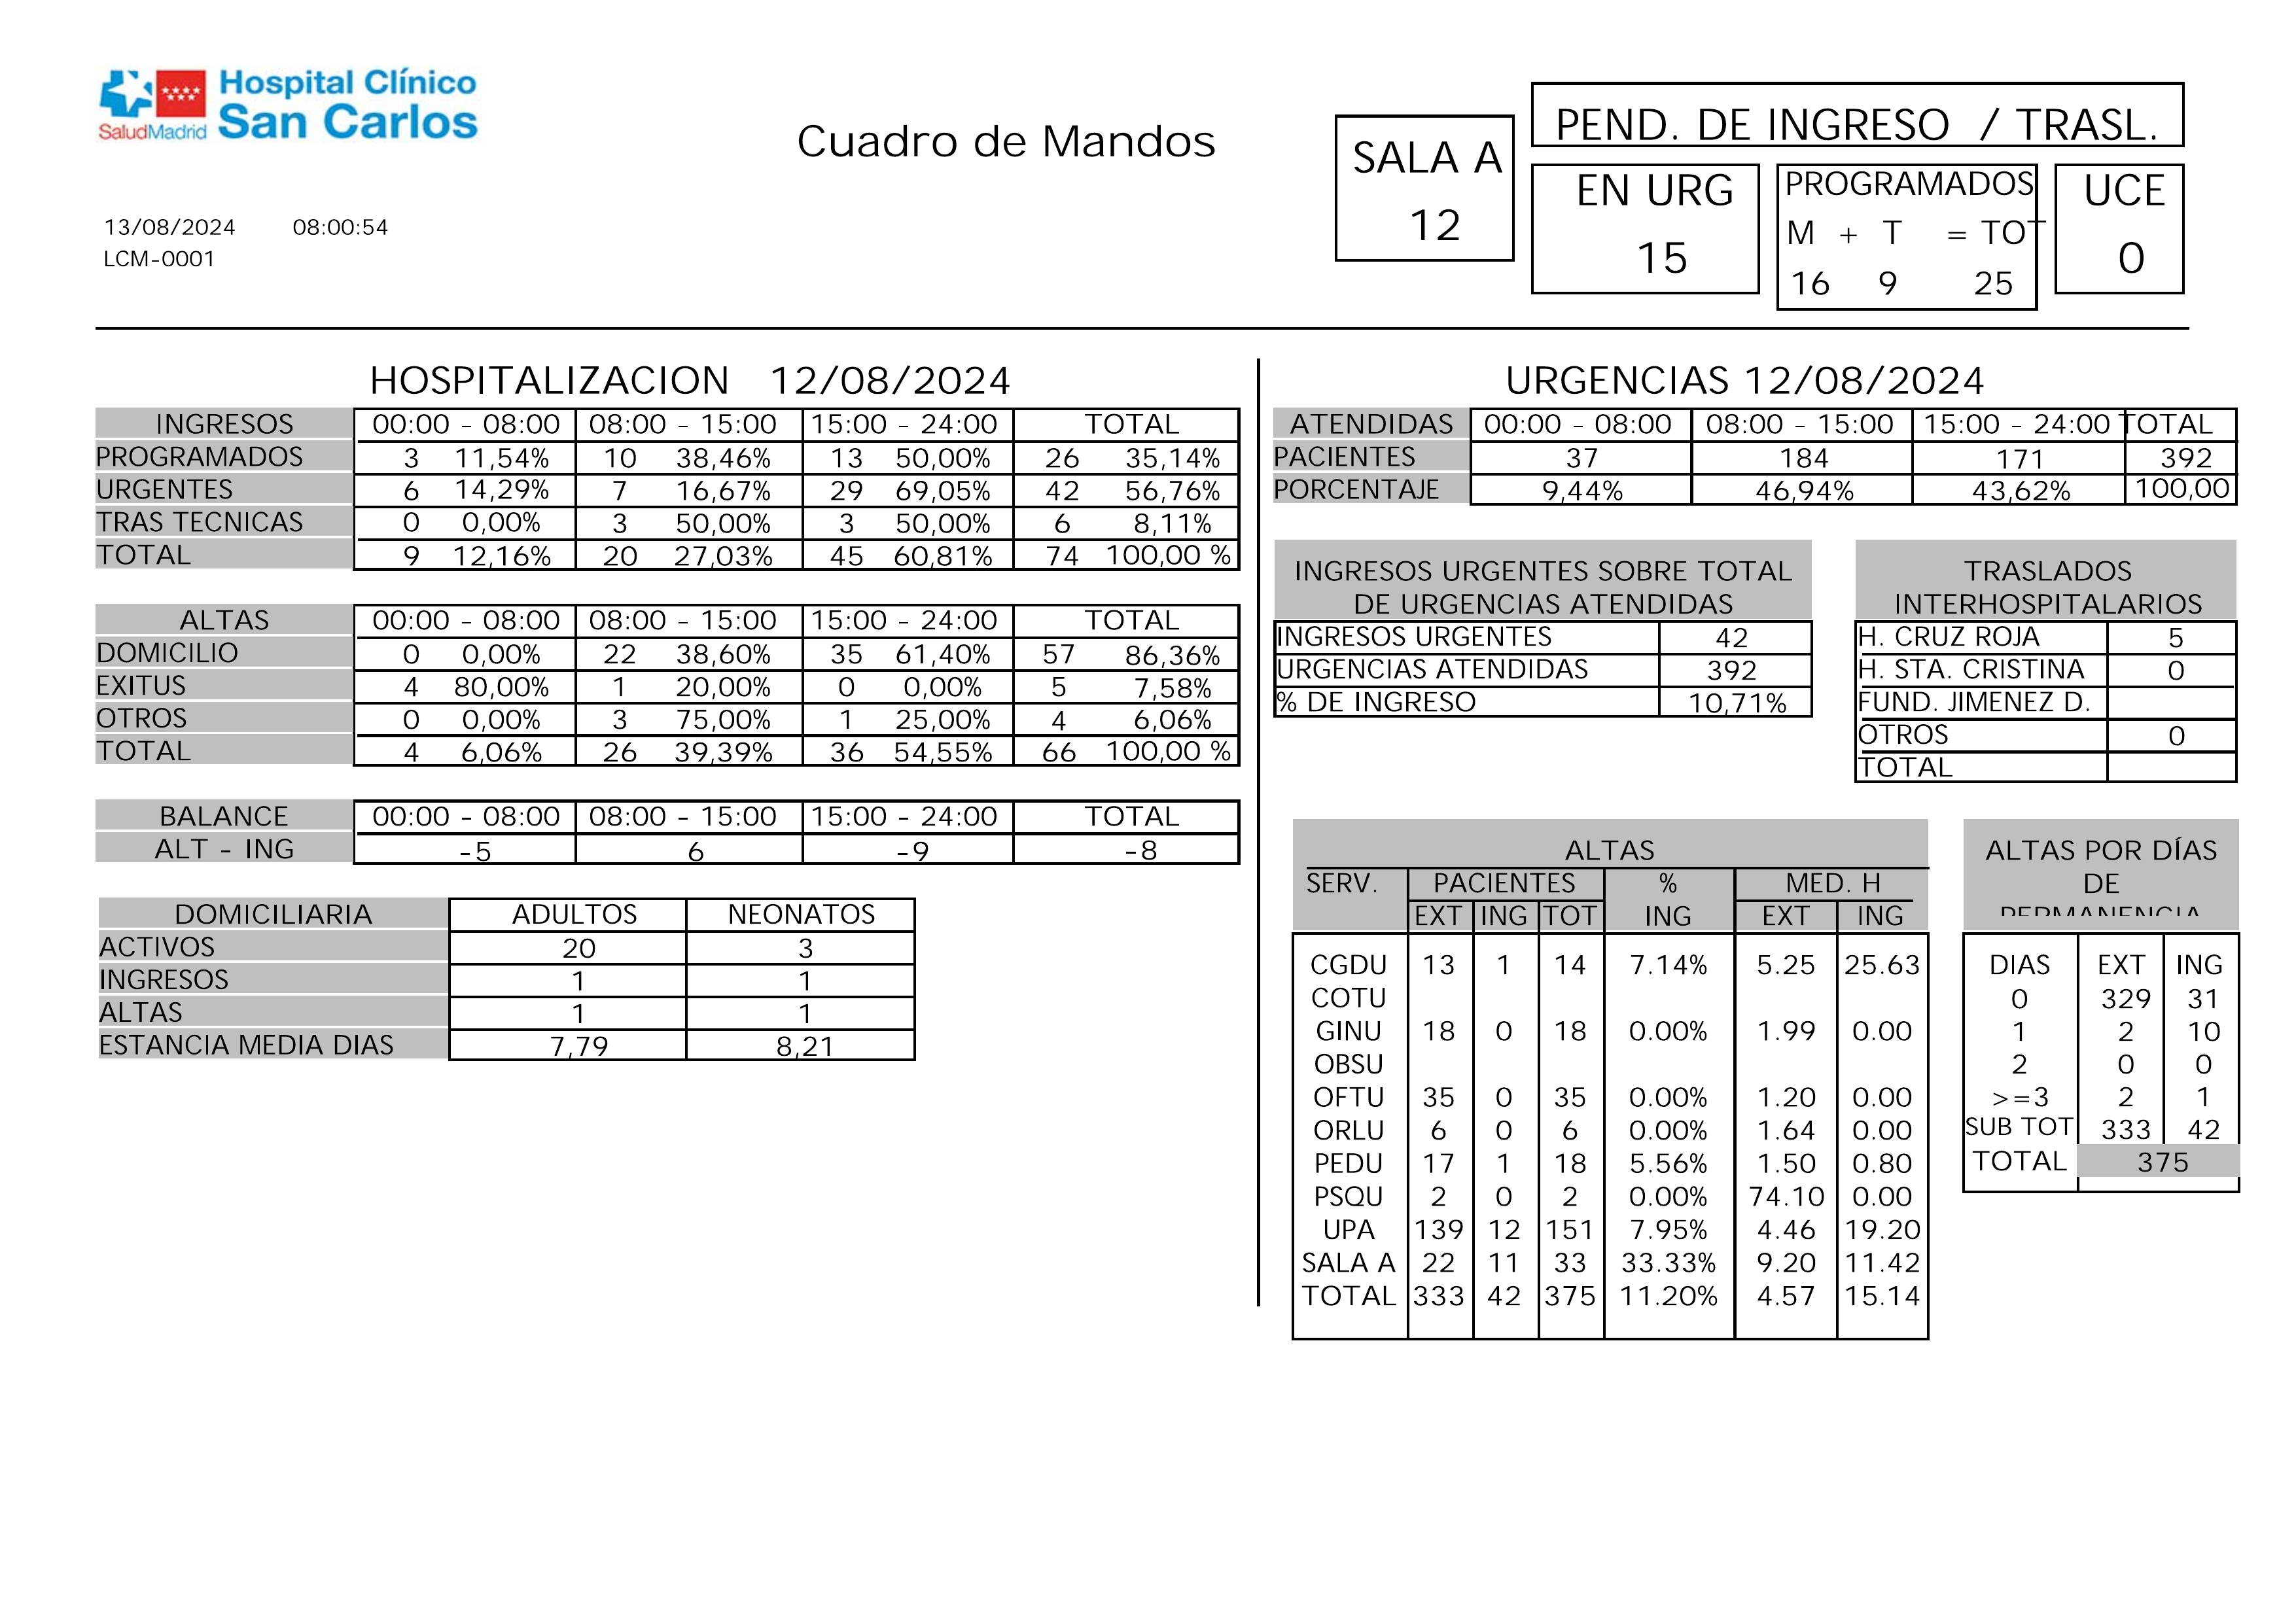 Hospital Clínico
San Carlos
SaludMadrid
Cuadro de Mandos
13/08/2024 08:00:54
LCM-0001
SALA A
12
PEND. DE INGRESO / TRASL.
EN URG
15
PROGRAMADOS
M + T = TOT
16 9 25
UCE
0
HOSPITALIZACION 12/08/2024
INGRESOS 00:00 - 08:00 08:00 - 15:00 15:00 - 24:00 TOTAL
PROGRAMADOS 3 11,54% 10 38,46% 13 50,00% 26 35,14%
URGENTES 6 14,29% 7 16,67% 29 69,05% 42 56,76%
TRAS TECNICAS 0 0,00% 3 50,00% 3 50,00% 6 8,11%
TOTAL 9 12,16% 20 27,03% 45 60,81% 74 100,00 %
ALTAS 00:00 - 08:00 08:00 - 15:00 15:00 - 24:00 TOTAL
DOMICILIO 0 0,00% 22 38,60% 35 61,40% 57 86,36%
EXITUS 4 80,00% 1 20,00% 0 0,00% 5 7,58%
OTROS 0 0,00% 3 75,00% 1 25,00% 4 6,06%
TOTAL 4 6,06% 26 39,39% 36 54,55% 66 100,00 %
BALANCE 00:00 - 08:00 08:00 - 15:00 15:00 - 24:00 TOTAL
ALT - ING -5 6 -9 -8
DOMICILIARIA ADULTOS NEONATOS
ACTIVOS 20 3
INGRESOS 1 1
ALTAS 1 1
ESTANCIA MEDIA DIAS 7,79 8,21
URGENCIAS 12/08/2024
ATENDIDAS 00:00 - 08:00 08:00 - 15:00 15:00 - 24:00 TOTAL
PACIENTES 37 184 171 392
PORCENTAJE 9,44% 46,94% 43,62% 100,00
INGRESOS URGENTES SOBRE TOTAL
DE URGENCIAS ATENDIDAS
INGRESOS URGENTES 42
URGENCIAS ATENDIDAS 392
% DE INGRESO 10,71%
TRASLADOS
INTERHOSPITALARIOS
H. CRUZ ROJA 5
H. STA. CRISTINA 0
FUND. JIMENEZ D.
OTROS 0
TOTAL
ALTAS
SERV. PACIENTES % MED. H
EXT ING TOT ING EXT ING
CGDU 13 1 14 7.14% 5.25 25.63
COTU
GINU 18 0 18 0.00% 1.99 0.00
OBSU
OFTU 35 0 35 0.00% 1.20 0.00
ORLU 6 0 6 0.00% 1.64 0.00
PEDU 17 1 18 5.56% 1.50 0.80
PSQU 2 0 2 0.00% 74.10 0.00
UPA 139 12 151 7.95% 4.46 19.20
SALA A 22 11 33 33.33% 9.20 11.42
TOTAL 333 42 375 11.20% 4.57 15.14
ALTAS POR DÍAS
DE
PERMANENCIA
DIAS EXT ING
0 329 31
1 2 10
2 0 0
>=3 2 1
SUB TOT 333 42
TOTAL 375